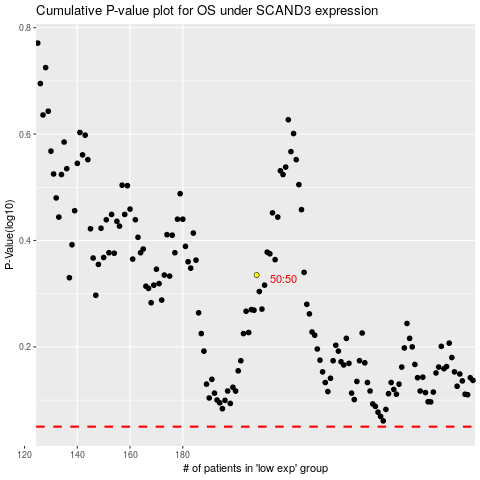 Cumulative P-value plot for OS under SCAND3 expression
P-Value(log10)
0.8
0.6
0.4
0.2
50:50
120 140 160 180
# of patients in 'low exp' group